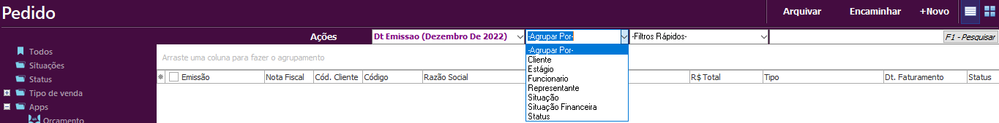 Pedido
Arquivar
Encaminhar
+Novo
Ações
Dt Emissao (Dezembro De 2022)
-Agrupar Por-
-Filtros Rápidos-
F1 - Pesquisar
-Agrupar Por-
Cliente
Estágio
Funcionario
Representante
Situação
Situação Financeira
Status
Todos
Situações
Status
Tipo de venda
Apps
Orçamento
Arraste uma coluna para fazer o agrupamento
Emissão Nota Fiscal Cód. Cliente Código Razão Social R$ Total Tipo Dt. Faturamento Status